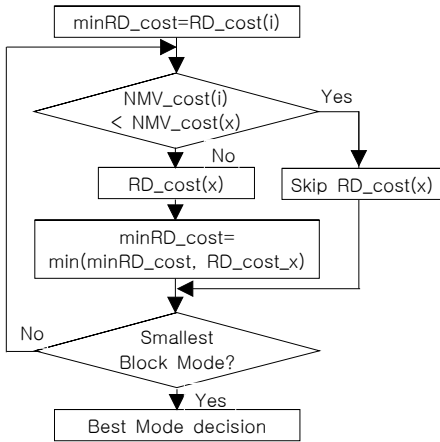 minRD_cost=RD_cost(i)
NMV_cost(i)
< NMV_cost(x)
Yes
No
RD_cost(x)
Skip RD_cost(x)
minRD_cost=
min(minRD_cost, RD_cost_x)
No
Smallest
Block Mode?
Yes
Best Mode decision